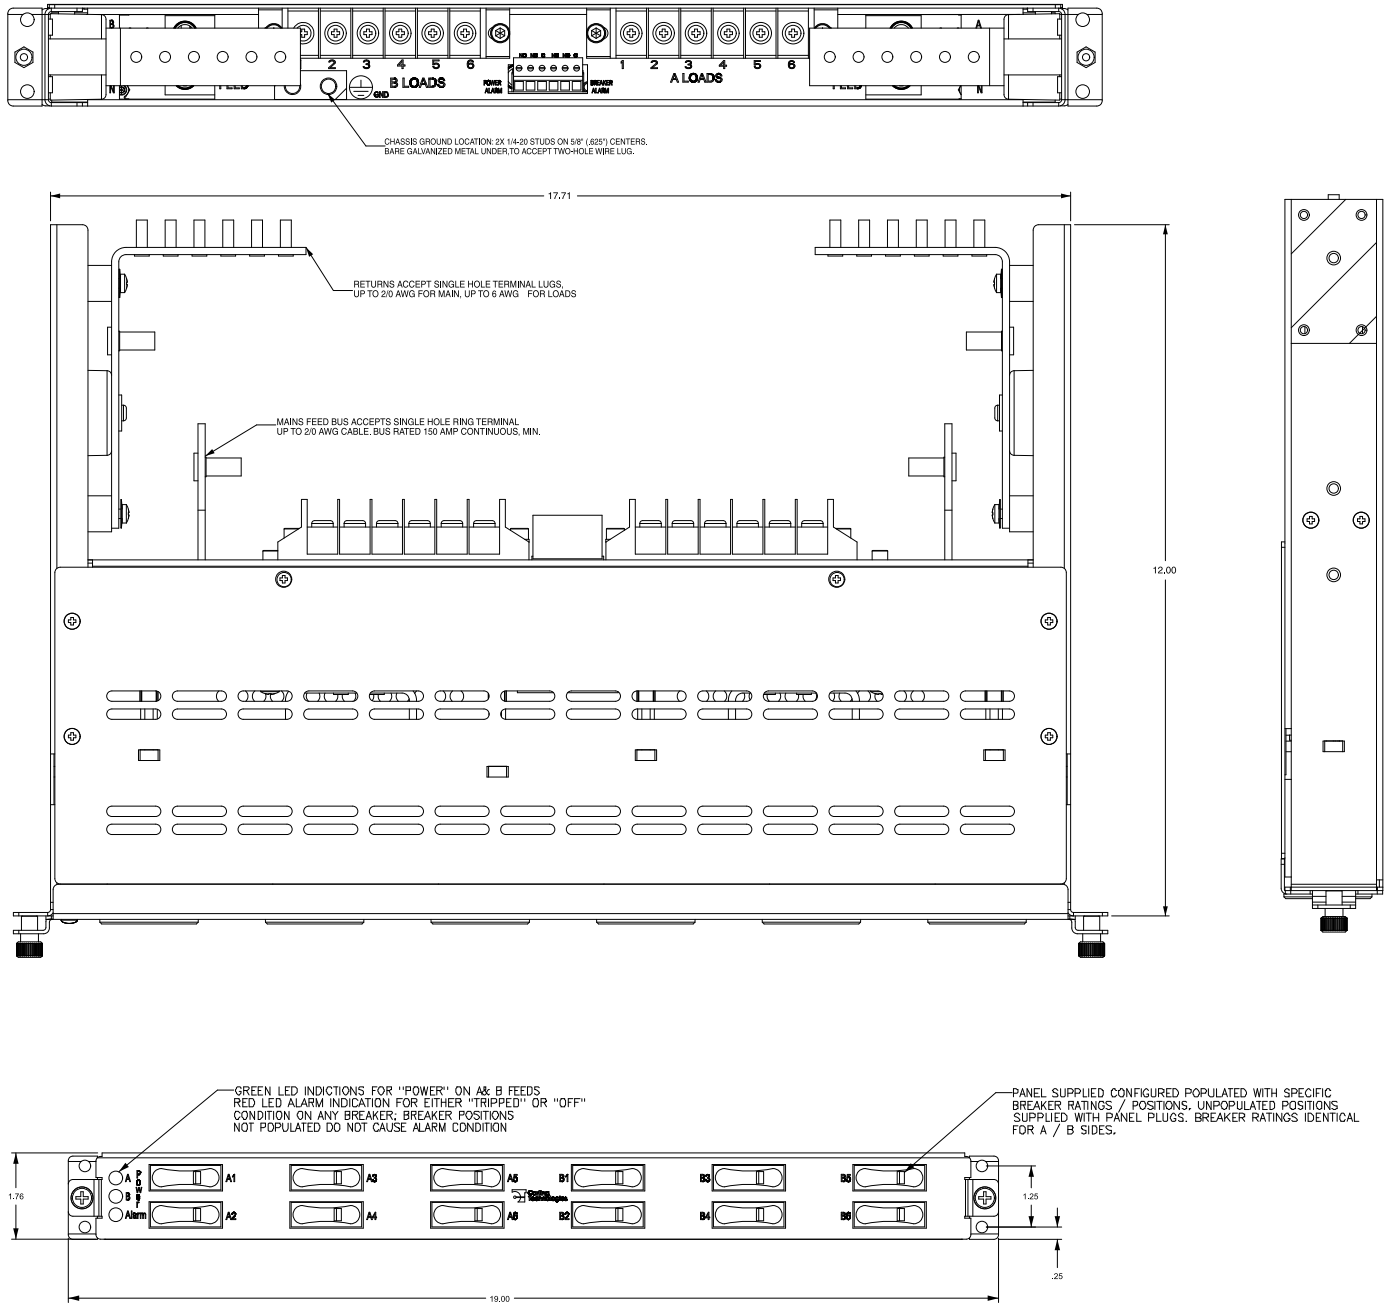 B
A
2 3 4 5 6
1 2 3 4 5 6
B LOADS
A LOADS
POWER
ALARM
BREAKER
ALARM
N
N
GND
CHASSIS GROUND LOCATION: 2X 1/4-20 STUDS ON 5/8" (.625") CENTERS.
BARE GALVANIZED METAL UNDER,TO ACCEPT TWO-HOLE WIRE LUG.
17.71
RETURNS ACCEPT SINGLE HOLE TERMINAL LUGS,
UP TO 2/0 AWG FOR MAIN, UP TO 6 AWG FOR LOADS
MAINS FEED BUS ACCEPTS SINGLE HOLE RING TERMINAL
UP TO 2/0 AWG CABLE. BUS RATED 150 AMP CONTINUOUS, MIN.
12.00
GREEN LED INDICTIONS FOR "POWER" ON A& B FEEDS
RED LED ALARM INDICATION FOR EITHER "TRIPPED" OR "OFF"
CONDITION ON ANY BREAKER; BREAKER POSITIONS
NOT POPULATED DO NOT CAUSE ALARM CONDITION
PANEL SUPPLIED CONFIGURED POPULATED WITH SPECIFIC
BREAKER RATINGS / POSITIONS. UNPOPULATED POSITIONS
SUPPLIED WITH PANEL PLUGS. BREAKER RATINGS IDENTICAL
FOR A / B SIDES.
A
B
Power
Alarm
A1 A3 A5 B1 B3 B5
A2 A4 A6 B2 B4 B6
1.76
1.25
.25
19.00